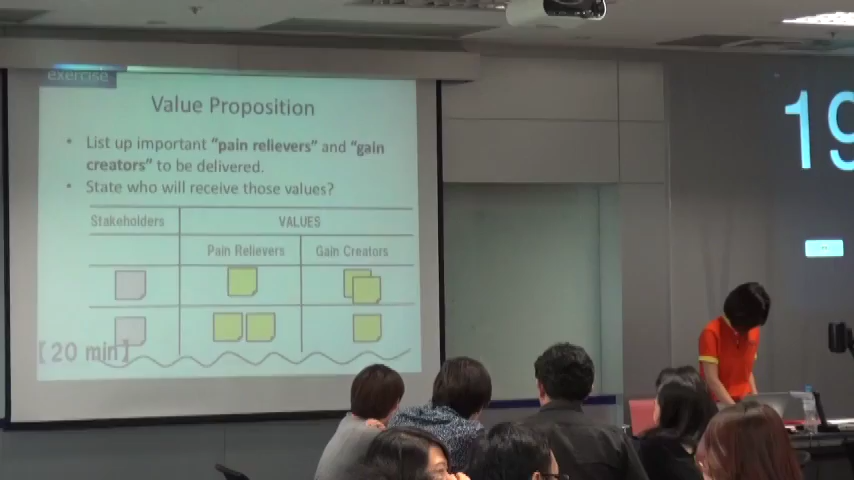 exercise
Value Proposition
• List up important "pain relievers" and "gain
creators" to be delivered.
• State who will receive those values?
Stakeholders
VALUES
Pain Relievers
Gain Creators
【20 min】
19